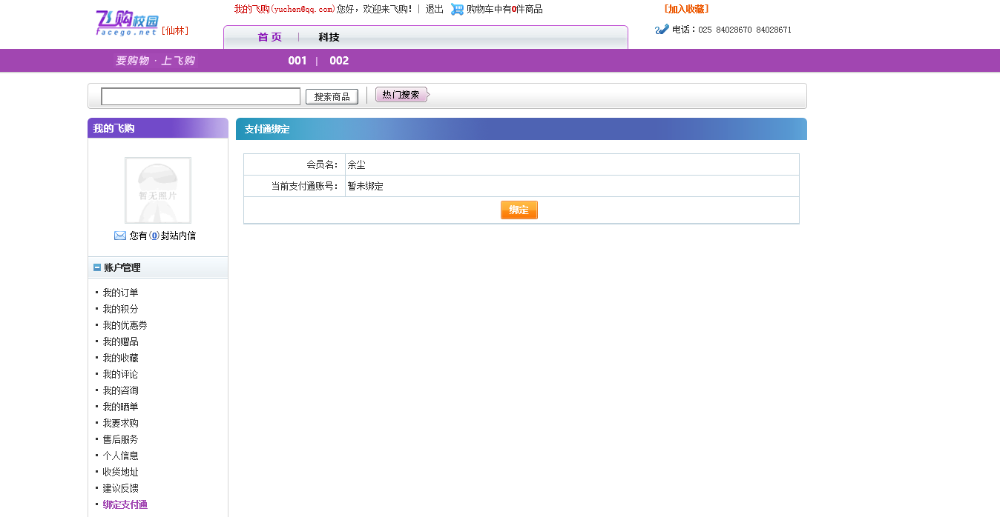 我的飞购(yuchen@qq.com)您好，欢迎来飞购！| 退出 购物车中有0件商品 [加入收藏]
飞购校园
facego.net [仙林]
首 页 | 科技
电话：025 84028670 84028671
要购物 · 上飞购 001 | 002
搜索商品 热门搜索
我的飞购
暂无照片
您有(0)封站内信
账户管理
我的订单
我的积分
我的优惠券
我的赠品
我的收藏
我的评论
我的咨询
我的晒单
我要求购
售后服务
个人信息
收货地址
建议反馈
绑定支付通
支付通绑定
会员名： 余尘
当前支付通账号： 暂未绑定
绑定